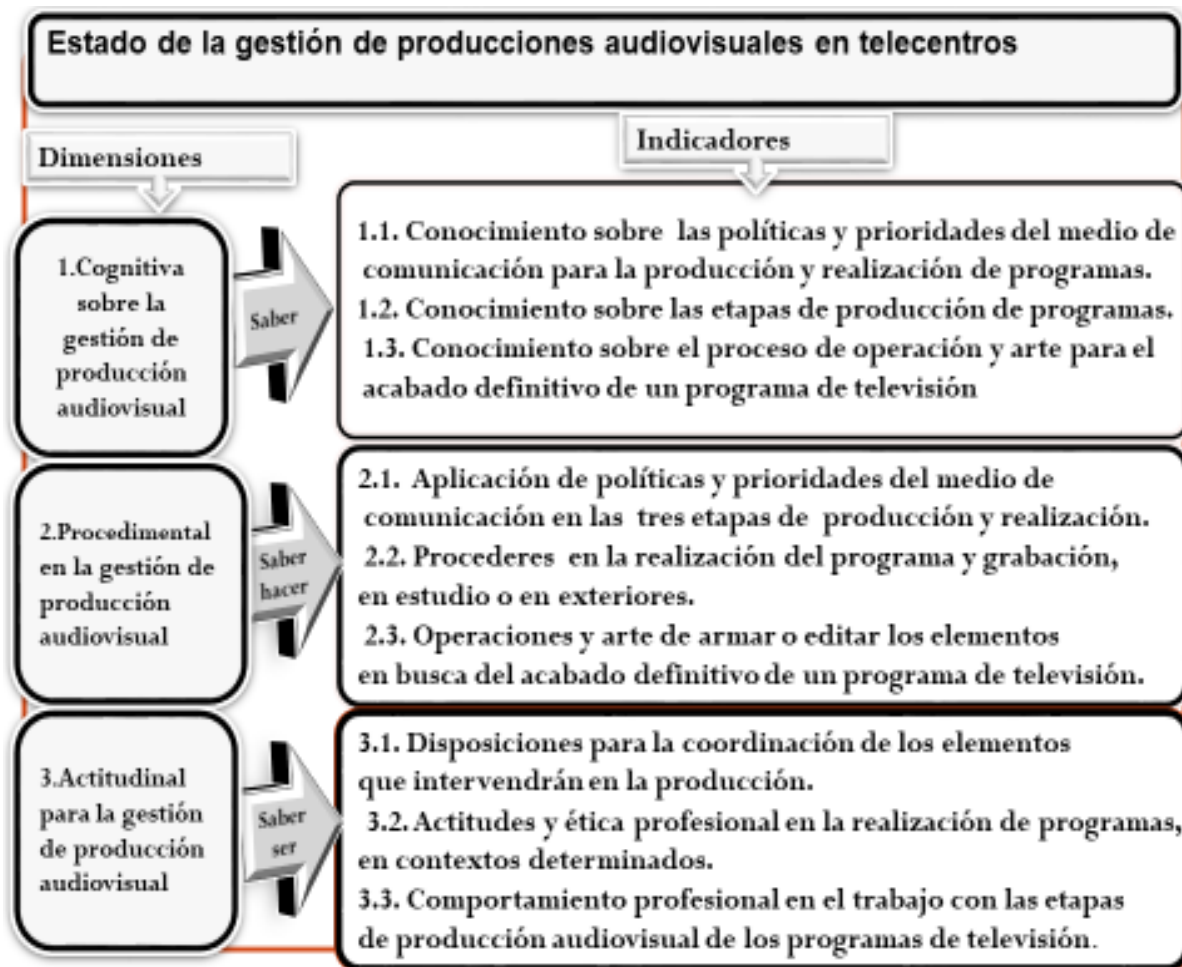 Estado de la gestión de producciones audiovisuales en telecentros
Dimensiones
Indicadores
1.Cognitiva
sobre la
gestión de
producción
audiovisual
Saber
1.1. Conocimiento sobre las políticas y prioridades del medio de
comunicación para la producción y realización de programas.
1.2. Conocimiento sobre las etapas de producción de programas.
1.3. Conocimiento sobre el proceso de operación y arte para el
acabado definitivo de un programa de televisión
2.Procedimental
en la gestión de
producción
audiovisual
Saber
hacer
2.1. Aplicación de políticas y prioridades del medio de
comunicación en las tres etapas de producción y realización.
2.2. Procederes en la realización del programa y grabación,
en estudio o en exteriores.
2.3. Operaciones y arte de armar o editar los elementos
en busca del acabado definitivo de un programa de televisión.
3.Actitudinal
para la gestión
de producción
audiovisual
Saber
ser
3.1. Disposiciones para la coordinación de los elementos
que intervendrán en la producción.
3.2. Actitudes y ética profesional en la realización de programas,
en contextos determinados.
3.3. Comportamiento profesional en el trabajo con las etapas
de producción audiovisual de los programas de televisión.